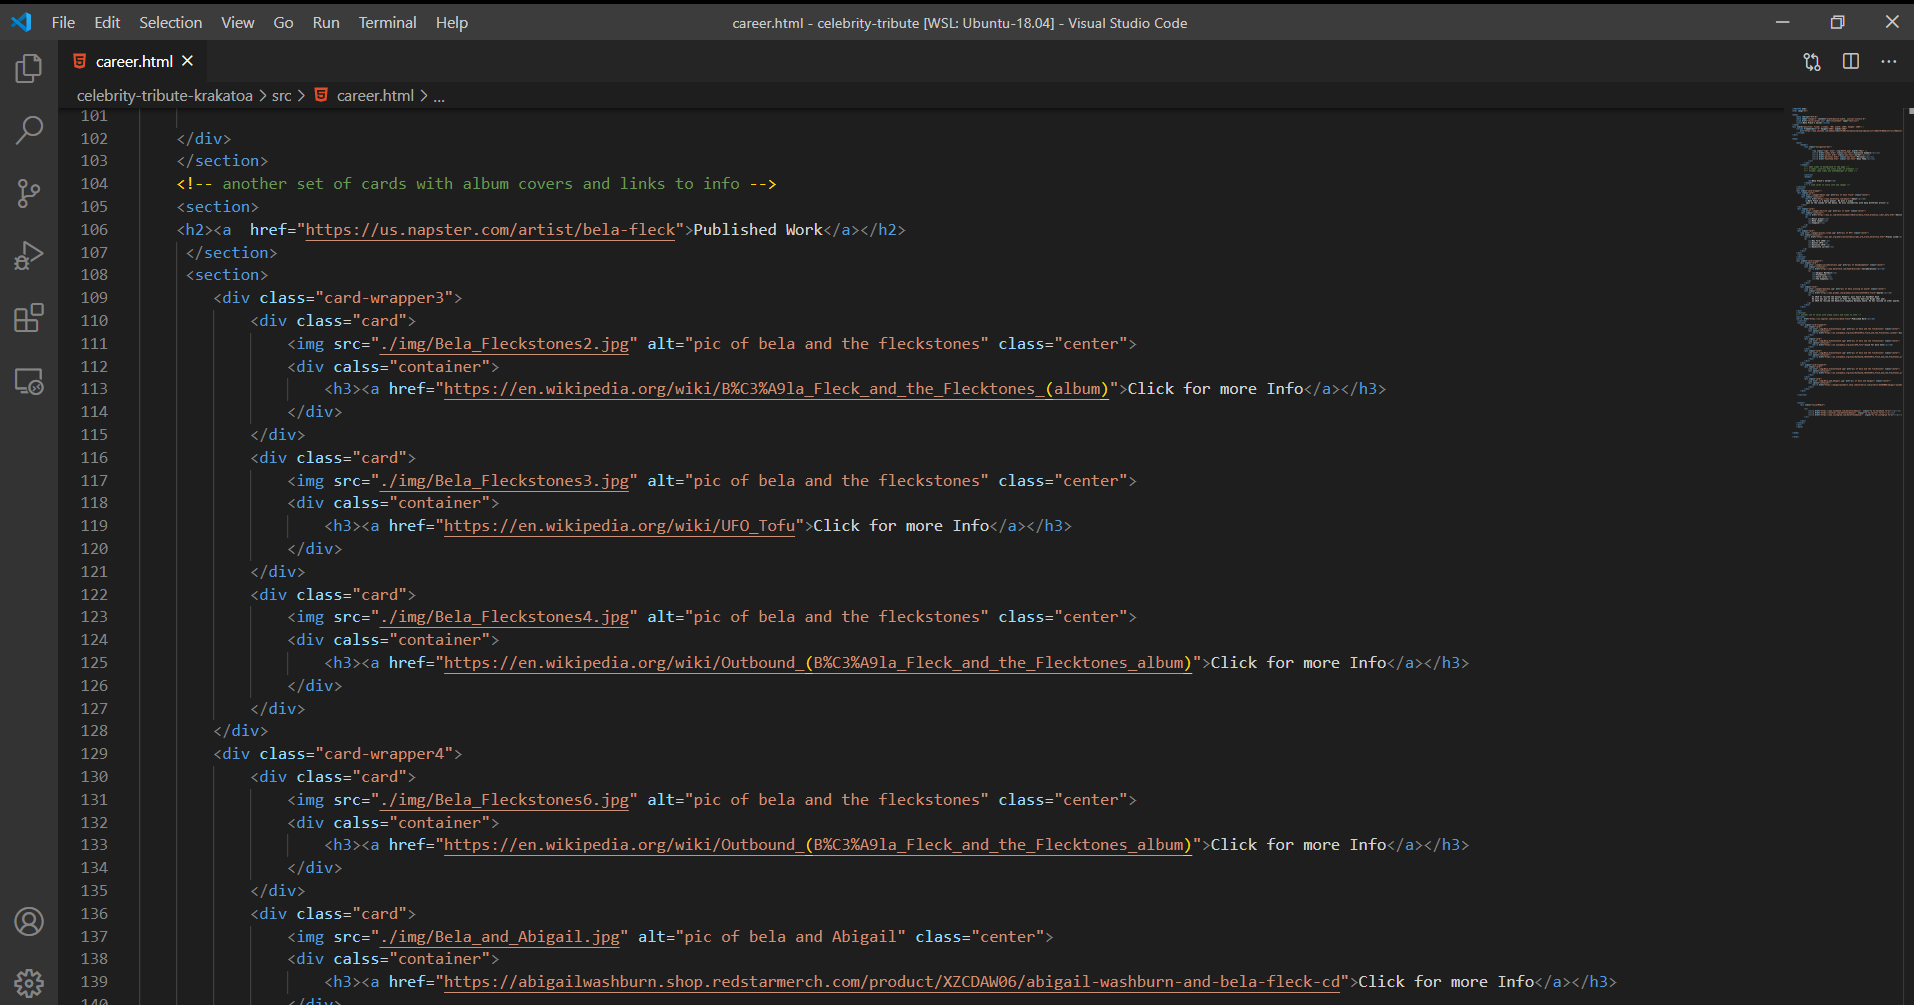 File Edit Selection View Go Run Terminal Help career.html - celebrity-tribute [WSL: Ubuntu-18.04] - Visual Studio Code
career.html
celebrity-tribute-krakatoa > src > career.html > ...
101
102 </div>
103 </section>
104 <!-- another set of cards with album covers and links to info -->
105 <section>
106 <h2><a  href="https://us.napster.com/artist/bela-fleck">Published Work</a></h2>
107 </section>
108 <section>
109 <div class="card-wrapper3">
110 <div class="card">
111 <img src="./img/Bela_Fleckstones2.jpg" alt="pic of bela and the fleckstones" class="center">
112 <div calss="container">
113 <h3><a href="https://en.wikipedia.org/wiki/B%C3%A9la_Fleck_and_the_Flecktones_(album)">Click for more Info</a></h3>
114 </div>
115 </div>
116 <div class="card">
117 <img src="./img/Bela_Fleckstones3.jpg" alt="pic of bela and the fleckstones" class="center">
118 <div calss="container">
119 <h3><a href="https://en.wikipedia.org/wiki/UFO_Tofu">Click for more Info</a></h3>
120 </div>
121 </div>
122 <div class="card">
123 <img src="./img/Bela_Fleckstones4.jpg" alt="pic of bela and the fleckstones" class="center">
124 <div calss="container">
125 <h3><a href="https://en.wikipedia.org/wiki/Outbound_(B%C3%A9la_Fleck_and_the_Flecktones_album)">Click for more Info</a></h3>
126 </div>
127 </div>
128 </div>
129 <div class="card-wrapper4">
130 <div class="card">
131 <img src="./img/Bela_Fleckstones6.jpg" alt="pic of bela and the fleckstones" class="center">
132 <div calss="container">
133 <h3><a href="https://en.wikipedia.org/wiki/Outbound_(B%C3%A9la_Fleck_and_the_Flecktones_album)">Click for more Info</a></h3>
134 </div>
135 </div>
136 <div class="card">
137 <img src="./img/Bela_and_Abigail.jpg" alt="pic of bela and Abigail" class="center">
138 <div calss="container">
139 <h3><a href="https://abigailwashburn.shop.redstarmerch.com/product/XZCDAW06/abigail-washburn-and-bela-fleck-cd">Click for more Info</a></h3>
140 </div>